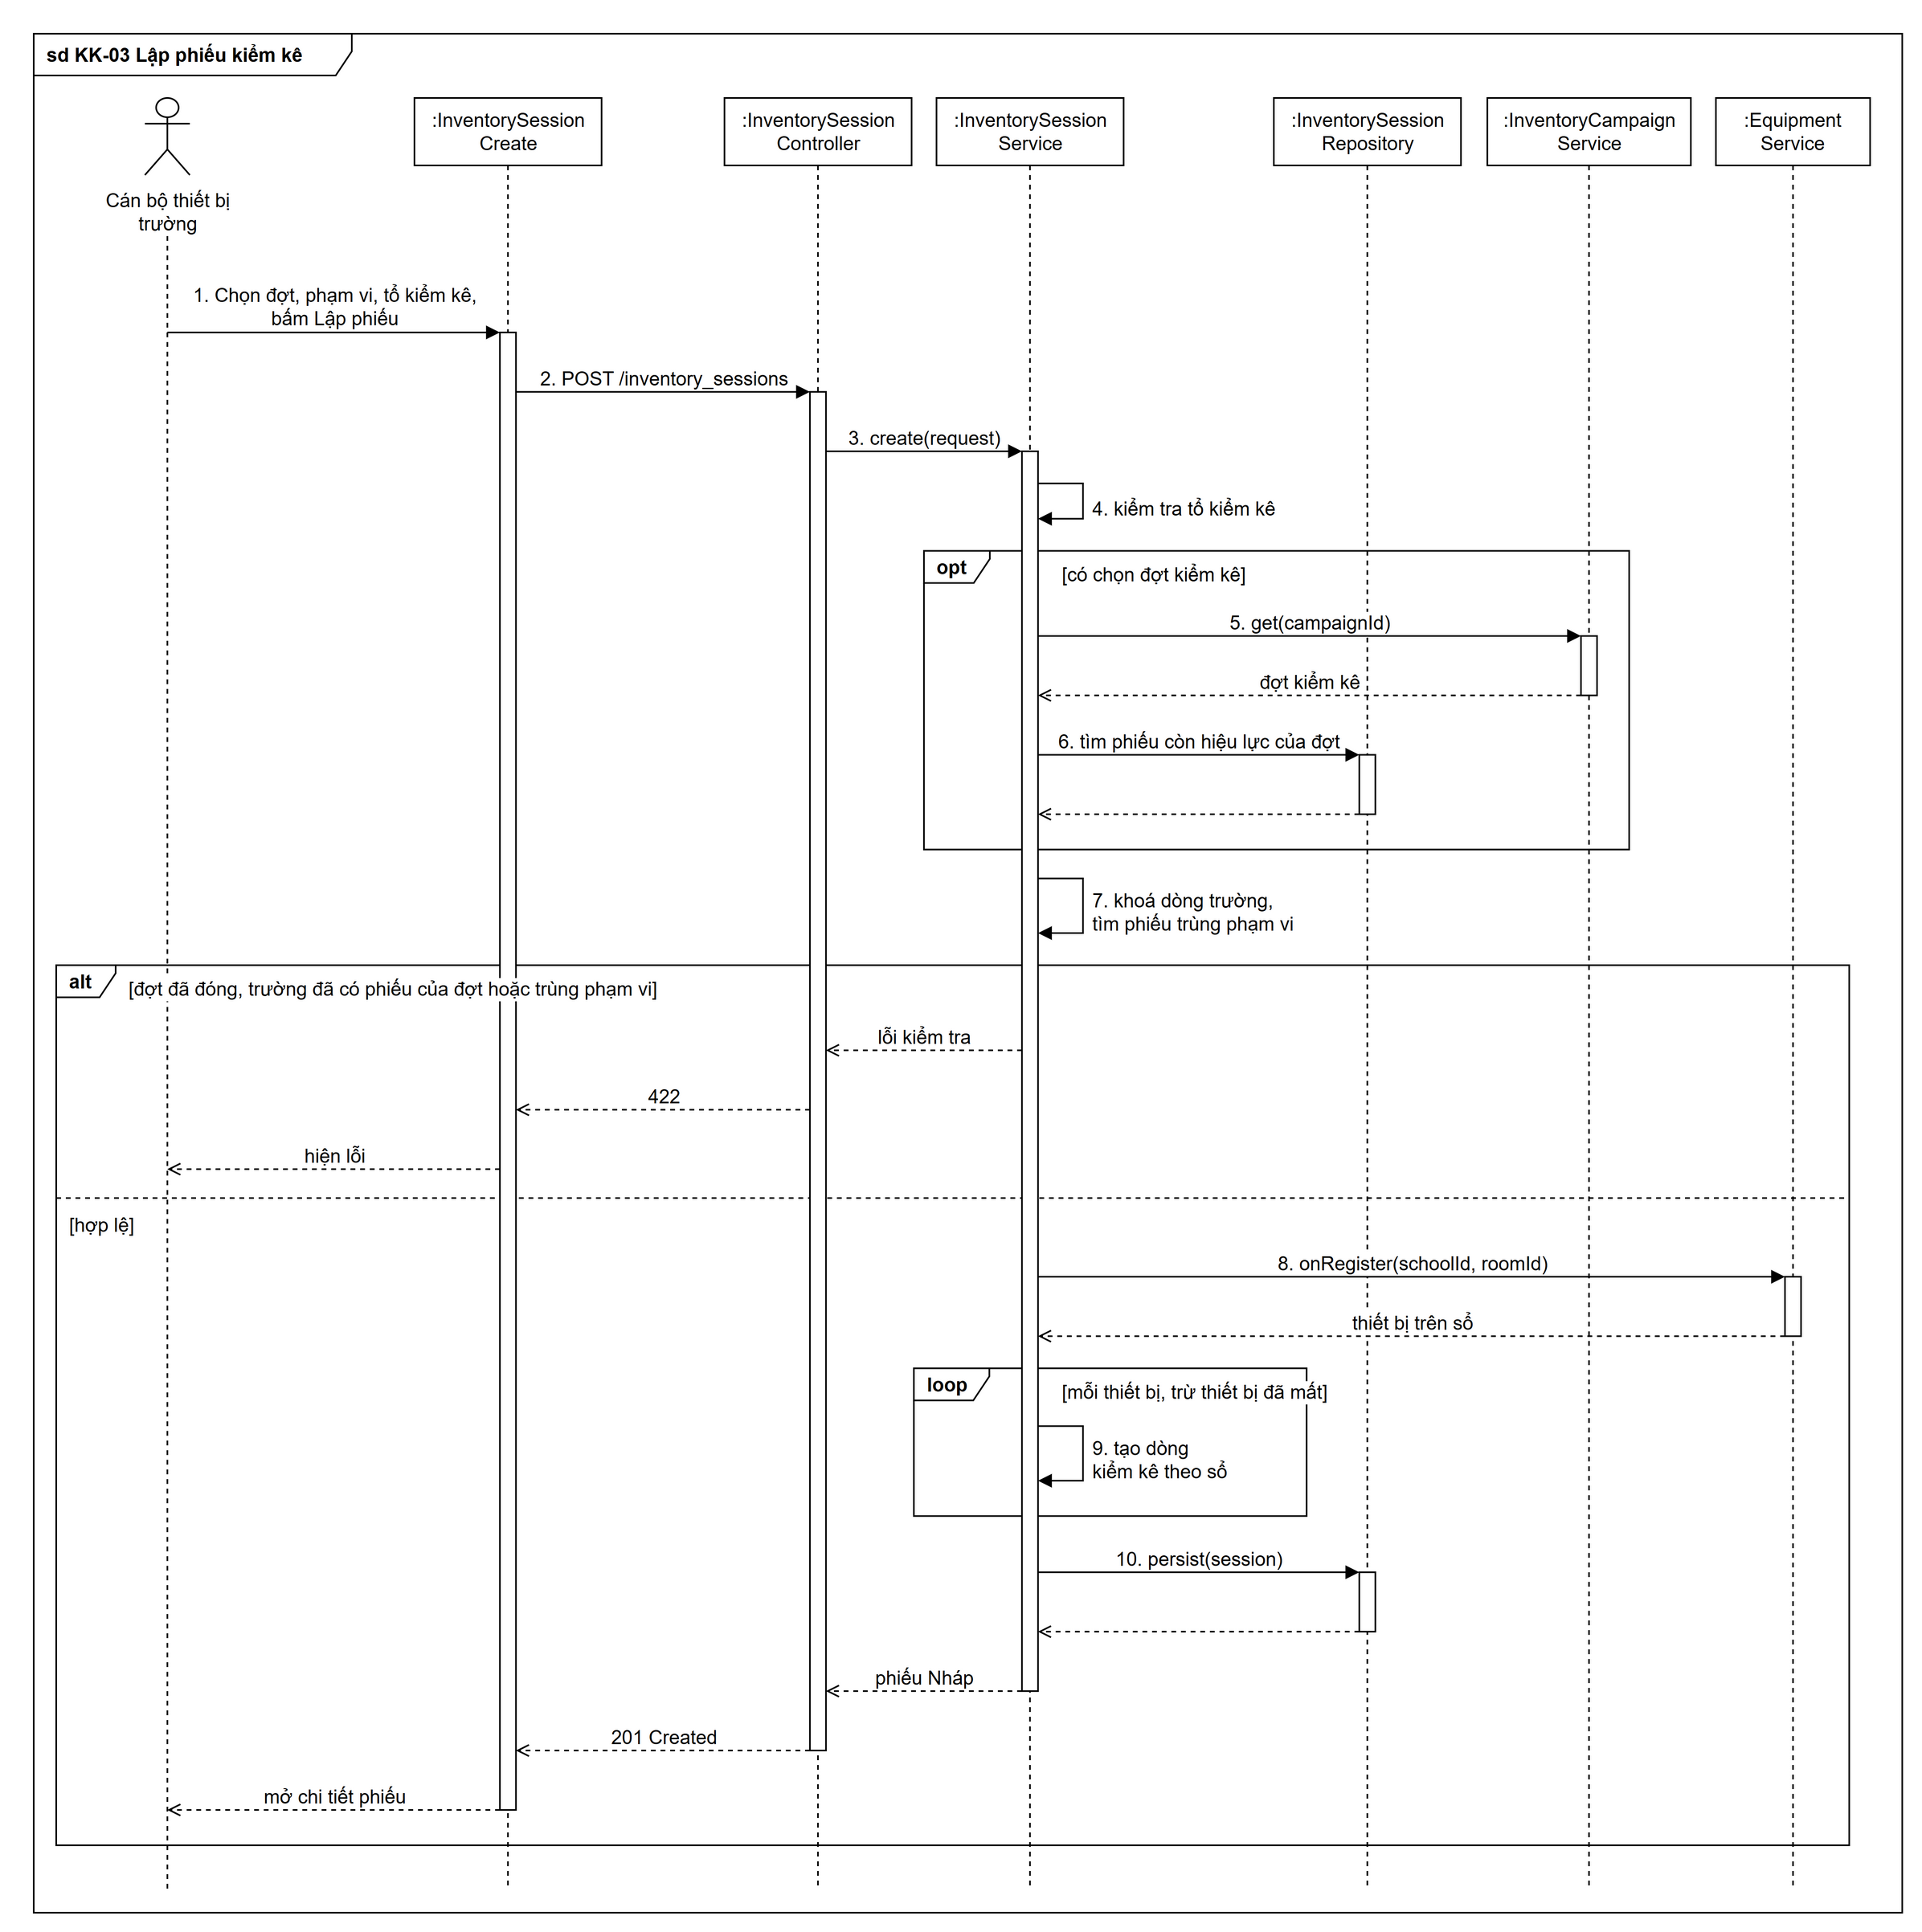 sd KK-03 Lập phiếu kiểm kê
:InventorySession
Create
:InventorySession
Controller
:InventorySession
Service
:InventorySession
Repository
:InventoryCampaign
Service
:Equipment
Service
Cán bộ thiết bị
trường
1. Chọn đợt, phạm vi, tổ kiểm kê,
bấm Lập phiếu
2. POST /inventory_sessions
3. create(request)
4. kiểm tra tổ kiểm kê
opt
[có chọn đợt kiểm kê]
5. get(campaignId)
đợt kiểm kê
6. tìm phiếu còn hiệu lực của đợt
7. khoá dòng trường,
tìm phiếu trùng phạm vi
alt
[đợt đã đóng, trường đã có phiếu của đợt hoặc trùng phạm vi]
lỗi kiểm tra
422
hiện lỗi
[hợp lệ]
8. onRegister(schoolId, roomId)
thiết bị trên sổ
loop
[mỗi thiết bị, trừ thiết bị đã mất]
9. tạo dòng
kiểm kê theo sổ
10. persist(session)
phiếu Nháp
201 Created
mở chi tiết phiếu